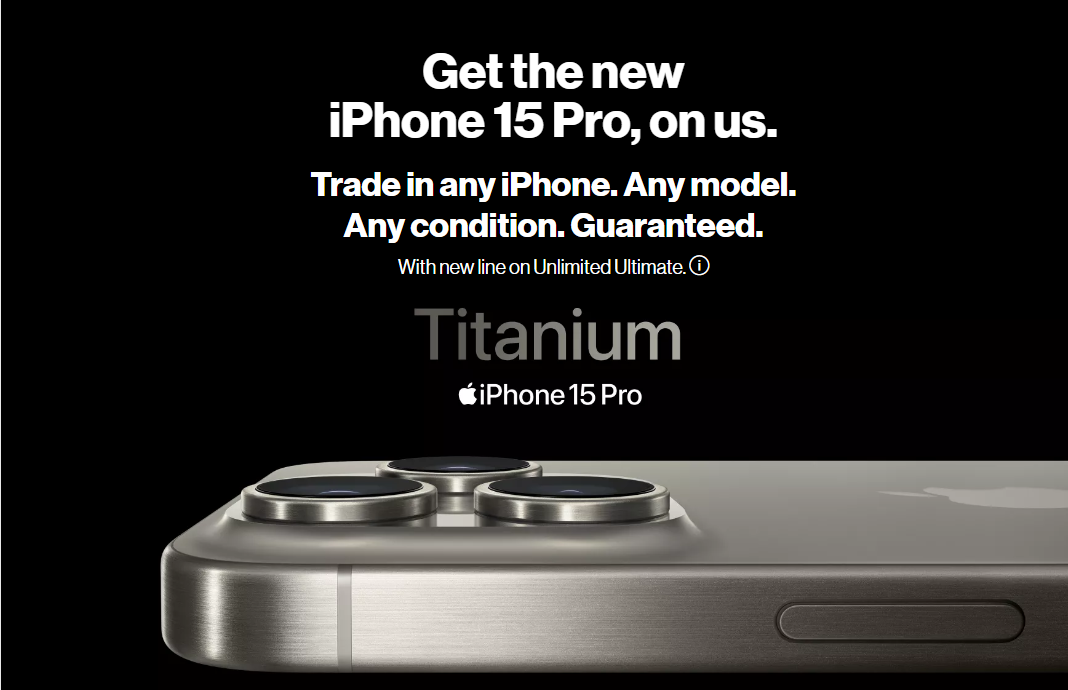 Get the new
iPhone 15 Pro, on us.
Trade in any iPhone. Any model.
Any condition. Guaranteed.
With new line on Unlimited Ultimate. ⓘ
Titanium
iPhone 15 Pro